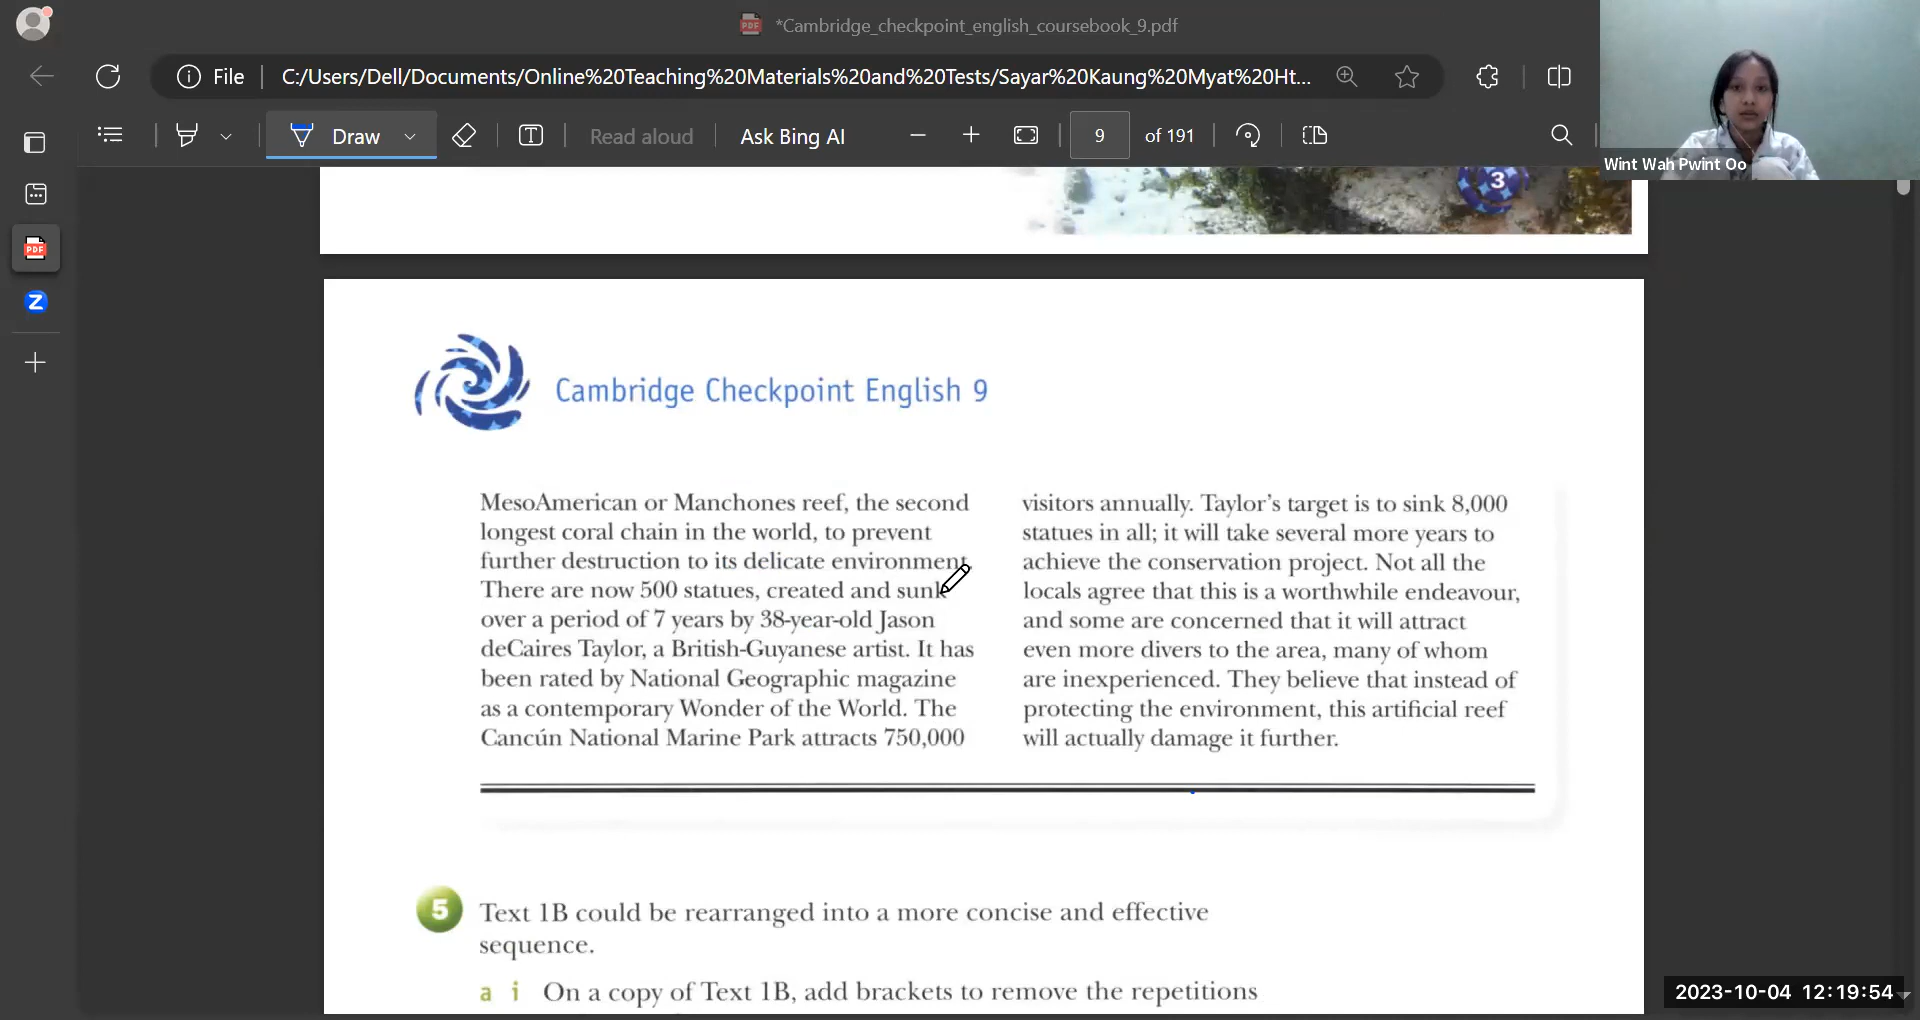 *Cambridge_checkpoint_english_coursebook_9.pdf
File
C:/Users/Dell/Documents/Online%20Teaching%20Materials%20and%20Tests/Sayar%20Kaung%20Myat%20Ht...
Draw
Read aloud
Ask Bing AI
9 of 191
Wint Wah Pwint Oo
3
Cambridge Checkpoint English 9
MesoAmerican or Manchones reef, the second
longest coral chain in the world, to prevent
further destruction to its delicate environment.
There are now 500 statues, created and sunk
over a period of 7 years by 38-year-old Jason
deCaires Taylor, a British-Guyanese artist. It has
been rated by National Geographic magazine
as a contemporary Wonder of the World. The
Cancún National Marine Park attracts 750,000
visitors annually. Taylor's target is to sink 8,000
statues in all; it will take several more years to
achieve the conservation project. Not all the
locals agree that this is a worthwhile endeavour,
and some are concerned that it will attract
even more divers to the area, many of whom
are inexperienced. They believe that instead of
protecting the environment, this artificial reef
will actually damage it further.
5 Text 1B could be rearranged into a more concise and effective
sequence.
a i On a copy of Text 1B, add brackets to remove the repetitions
2023-10-04 12:19:54